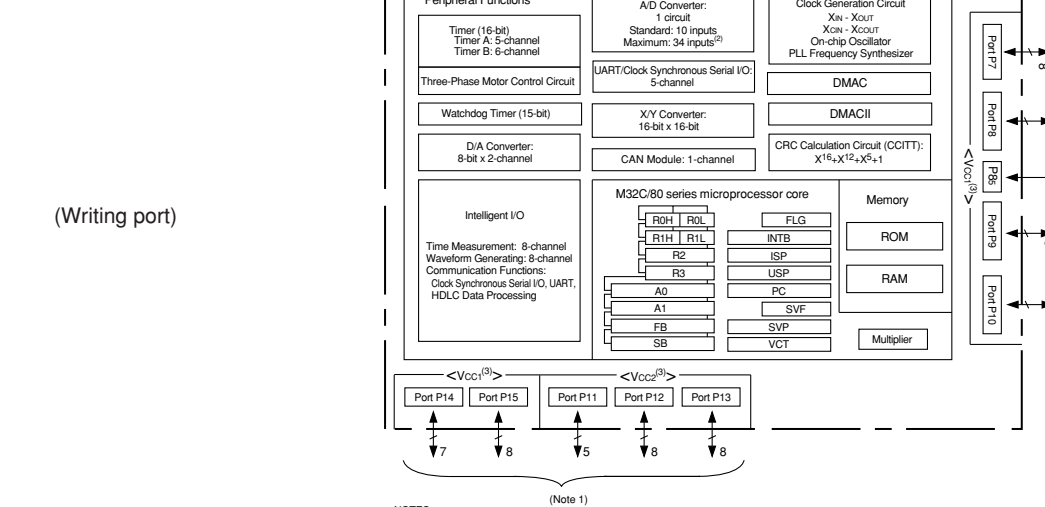 Peripheral Functions
Timer (16-bit)
Timer A: 5-channel
Timer B: 6-channel
Three-Phase Motor Control Circuit
Watchdog Timer (15-bit)
D/A Converter:
8-bit x 2-channel
Intelligent I/O
Time Measurement: 8-channel
Waveform Generating: 8-channel
Communication Functions:
Clock Synchronous Serial I/O, UART,
HDLC Data Processing
A/D Converter:
1 circuit
Standard: 10 inputs
Maximum: 34 inputs(2)
UART/Clock Synchronous Serial I/O:
5-channel
X/Y Converter:
16-bit x 16-bit
CAN Module: 1-channel
Clock Generation Circuit
XIN - XOUT
XCIN - XCOUT
On-chip Oscillator
PLL Frequency Synthesizer
DMAC
DMACII
CRC Calculation Circuit (CCITT):
X16+X12+X5+1
M32C/80 series microprocessor core
R0H R0L
R1H R1L
R2
R3
A0
A1
FB
SB
FLG
INTB
ISP
USP
PC
SVF
SVP
VCT
Memory
ROM
RAM
Multiplier
Port P7
8
Port P8
P85
<VCC1(3)>
Port P9
Port P10
(Writing port)
<VCC1(3)>
<VCC2(3)>
Port P14
Port P15
Port P11
Port P12
Port P13
7
8
5
8
8
(Note 1)